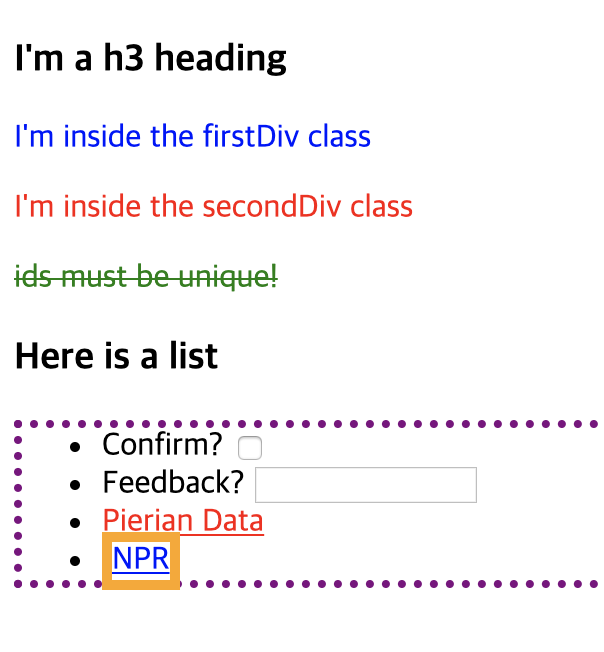 I'm a h3 heading
I'm inside the firstDiv class
I'm inside the secondDiv class
ids must be unique!
Here is a list
Confirm?
Feedback?
Pierian Data
NPR